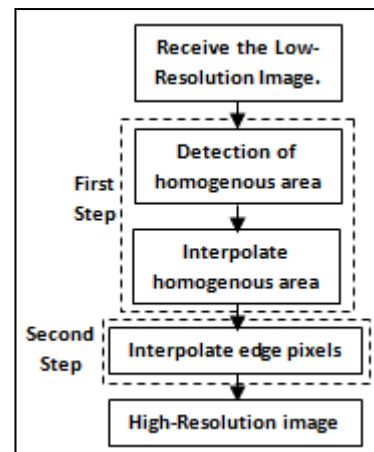 Receive the Low-
Resolution Image.
Detection of
homogenous area
First
Step
Interpolate
homogenous area
Second
Step
Interpolate edge pixels
High-Resolution image